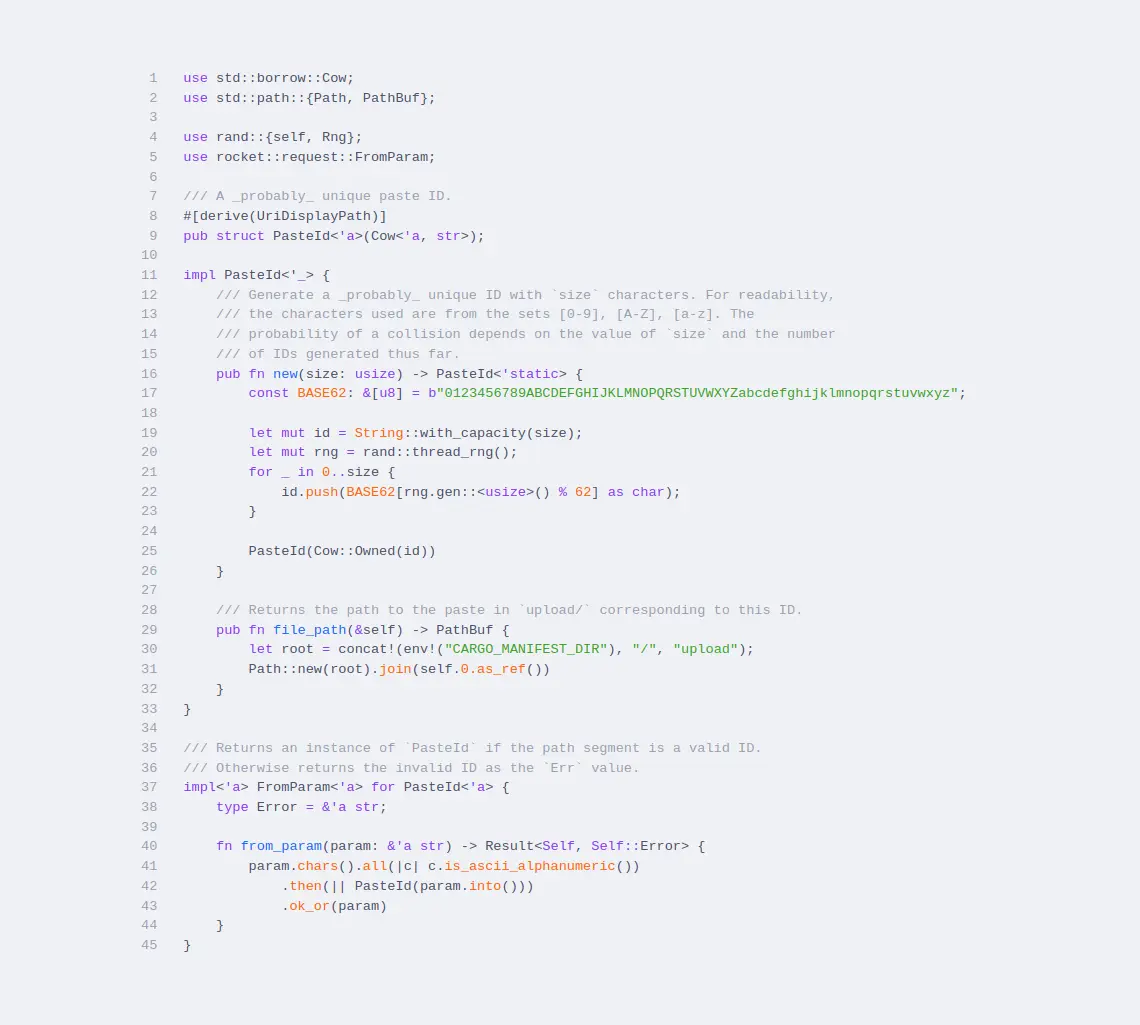 1 use std::borrow::Cow;
2 use std::path::{Path, PathBuf};
3
4 use rand::{self, Rng};
5 use rocket::request::FromParam;
6
7 /// A _probably_ unique paste ID.
8 #[derive(UriDisplayPath)]
9 pub struct PasteId<'a>(Cow<'a, str>);
10
11 impl PasteId<'_> {
12     /// Generate a _probably_ unique ID with `size` characters. For readability,
13     /// the characters used are from the sets [0-9], [A-Z], [a-z]. The
14     /// probability of a collision depends on the value of `size` and the number
15     /// of IDs generated thus far.
16     pub fn new(size: usize) -> PasteId<'static> {
17         const BASE62: &[u8] = b"0123456789ABCDEFGHIJKLMNOPQRSTUVWXYZabcdefghijklmnopqrstuvwxyz";
18
19         let mut id = String::with_capacity(size);
20         let mut rng = rand::thread_rng();
21         for _ in 0..size {
22             id.push(BASE62[rng.gen::<usize>() % 62] as char);
23         }
24
25         PasteId(Cow::Owned(id))
26     }
27
28     /// Returns the path to the paste in `upload/` corresponding to this ID.
29     pub fn file_path(&self) -> PathBuf {
30         let root = concat!(env!("CARGO_MANIFEST_DIR"), "/", "upload");
31         Path::new(root).join(self.0.as_ref())
32     }
33 }
34
35 /// Returns an instance of `PasteId` if the path segment is a valid ID.
36 /// Otherwise returns the invalid ID as the `Err` value.
37 impl<'a> FromParam<'a> for PasteId<'a> {
38     type Error = &'a str;
39
40     fn from_param(param: &'a str) -> Result<Self, Self::Error> {
41         param.chars().all(|c| c.is_ascii_alphanumeric())
42             .then(|| PasteId(param.into()))
43             .ok_or(param)
44     }
45 }